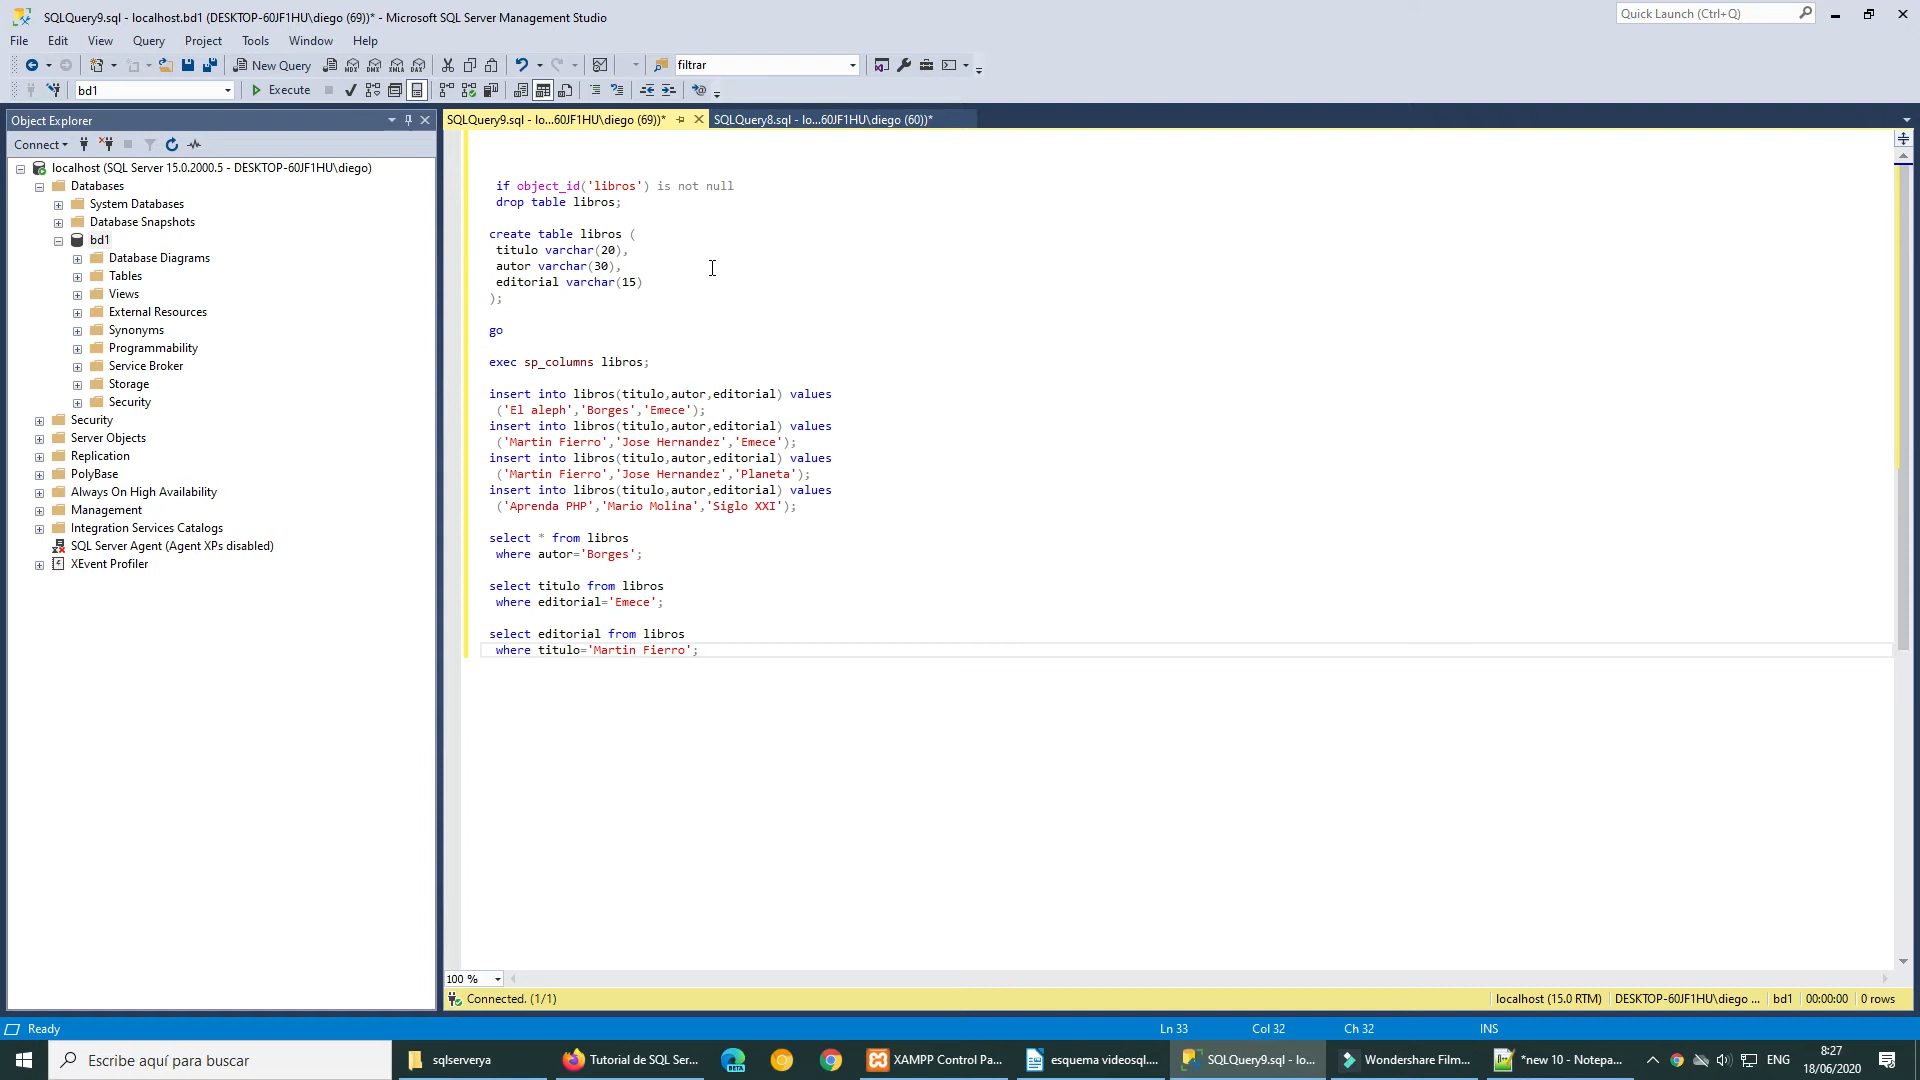 SQLQuery9.sql - localhost.bd1 (DESKTOP-60JF1HU\diego (69))* - Microsoft SQL Server Management Studio
Quick Launch (Ctrl+Q)
File Edit View Query Project Tools Window Help
New Query
MDX DMX XMLA DAX
filtrar
bd1
Execute
Object Explorer
SQLQuery9.sql - lo...60JF1HU\diego (69))*
SQLQuery8.sql - lo...60JF1HU\diego (60))*
Connect
localhost (SQL Server 15.0.2000.5 - DESKTOP-60JF1HU\diego)
Databases
System Databases
Database Snapshots
bd1
Database Diagrams
Tables
Views
External Resources
Synonyms
Programmability
Service Broker
Storage
Security
Security
Server Objects
Replication
PolyBase
Always On High Availability
Management
Integration Services Catalogs
SQL Server Agent (Agent XPs disabled)
XEvent Profiler
if object_id('libros') is not null
drop table libros;
create table libros (
titulo varchar(20),
autor varchar(30),
editorial varchar(15)
);
go
exec sp_columns libros;
insert into libros(titulo,autor,editorial) values
('El aleph','Borges','Emece');
insert into libros(titulo,autor,editorial) values
('Martin Fierro','Jose Hernandez','Emece');
insert into libros(titulo,autor,editorial) values
('Martin Fierro','Jose Hernandez','Planeta');
insert into libros(titulo,autor,editorial) values
('Aprenda PHP','Mario Molina','Siglo XXI');
select * from libros
where autor='Borges';
select titulo from libros
where editorial='Emece';
select editorial from libros
where titulo='Martin Fierro';
100 %
Connected. (1/1)
localhost (15.0 RTM) DESKTOP-60JF1HU\diego ... bd1 00:00:00 0 rows
Ready
Ln 33 Col 32 Ch 32 INS
Escribe aquí para buscar
sqlserverya
Tutorial de SQL Ser...
BETA
XAMPP Control Pa...
esquema videosql....
SQLQuery9.sql - lo...
Wondershare Film...
*new 10 - Notepa...
ENG
8:27
18/06/2020